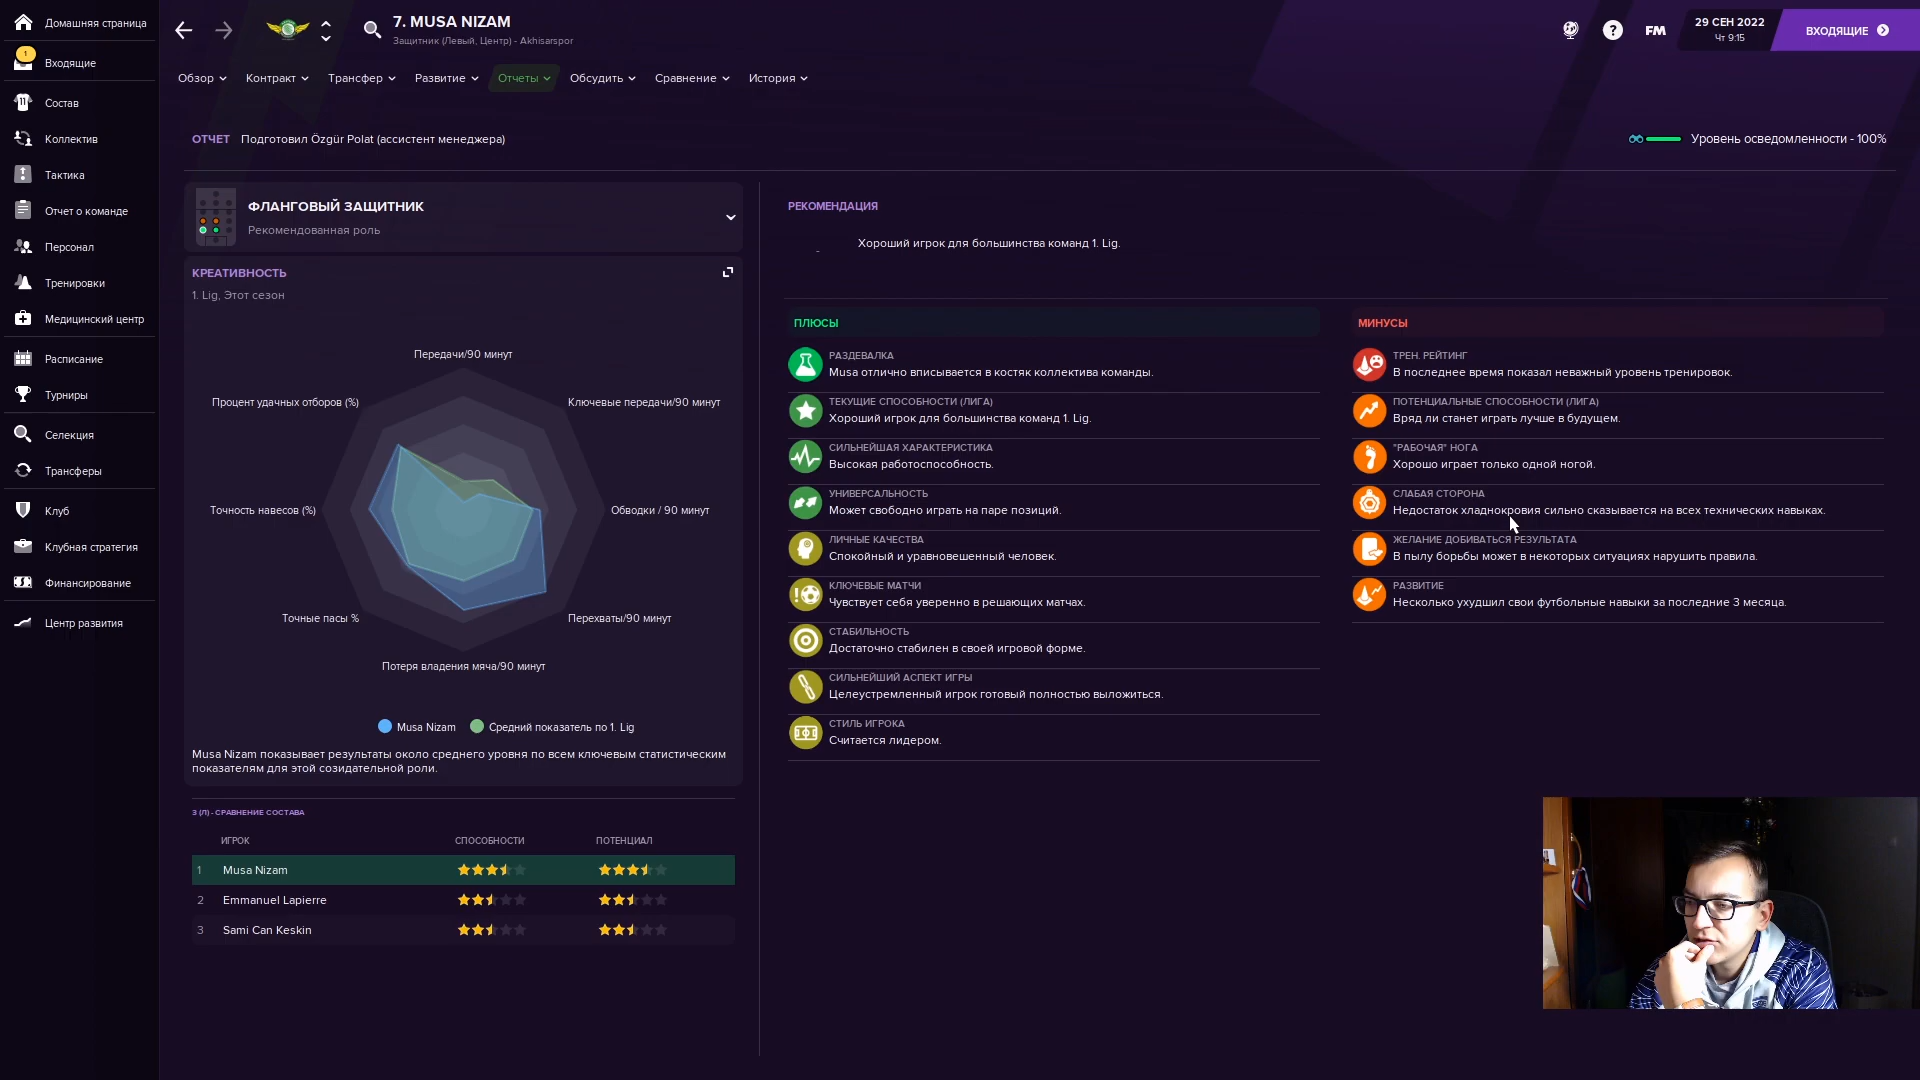 Домашняя страница
1
Входящие
Состав
Коллектив
Тактика
Отчет о команде
Персонал
Тренировки
Медицинский центр
Расписание
Турниры
Селекция
Трансферы
Клуб
Клубная стратегия
Финансирование
Центр развития
7. MUSA NIZAM
Защитник (Левый, Центр) - Akhisarspor
FM
29 СЕН 2022
Чт 9:15
ВХОДЯЩИЕ
Обзор
Контракт
Трансфер
Развитие
Отчеты
Обсудить
Сравнение
История
ОТЧЕТ Подготовил Özgür Polat (ассистент менеджера)
Уровень осведомленности - 100%
ФЛАНГОВЫЙ ЗАЩИТНИК
Рекомендованная роль
КРЕАТИВНОСТЬ
1. Lig, Этот сезон
Передачи/90 минут
Процент удачных отборов (%)
Ключевые передачи/90 минут
Точность навесов (%)
Обводки / 90 минут
Точные пасы %
Перехваты/90 минут
Потеря владения мяча/90 минут
Musa Nizam
Средний показатель по 1. Lig
Musa Nizam показывает результаты около среднего уровня по всем ключевым статистическим
показателям для этой созидательной роли.
З (Л) - СРАВНЕНИЕ СОСТАВА
ИГРОК СПОСОБНОСТИ ПОТЕНЦИАЛ
1 Musa Nizam
2 Emmanuel Lapierre
3 Sami Can Keskin
РЕКОМЕНДАЦИЯ
-
Хороший игрок для большинства команд 1. Lig.
ПЛЮСЫ
РАЗДЕВАЛКА
Musa отлично вписывается в костяк коллектива команды.
ТЕКУЩИЕ СПОСОБНОСТИ (ЛИГА)
Хороший игрок для большинства команд 1. Lig.
СИЛЬНЕЙШАЯ ХАРАКТЕРИСТИКА
Высокая работоспособность.
УНИВЕРСАЛЬНОСТЬ
Может свободно играть на паре позиций.
ЛИЧНЫЕ КАЧЕСТВА
Спокойный и уравновешенный человек.
КЛЮЧЕВЫЕ МАТЧИ
Чувствует себя уверенно в решающих матчах.
СТАБИЛЬНОСТЬ
Достаточно стабилен в своей игровой форме.
СИЛЬНЕЙШИЙ АСПЕКТ ИГРЫ
Целеустремленный игрок готовый полностью выложиться.
СТИЛЬ ИГРОКА
Считается лидером.
МИНУСЫ
ТРЕН. РЕЙТИНГ
В последнее время показал неважный уровень тренировок.
ПОТЕНЦИАЛЬНЫЕ СПОСОБНОСТИ (ЛИГА)
Вряд ли станет играть лучше в будущем.
"РАБОЧАЯ" НОГА
Хорошо играет только одной ногой.
СЛАБАЯ СТОРОНА
Недостаток хладнокровия сильно сказывается на всех технических навыках.
ЖЕЛАНИЕ ДОБИВАТЬСЯ РЕЗУЛЬТАТА
В пылу борьбы может в некоторых ситуациях нарушить правила.
РАЗВИТИЕ
Несколько ухудшил свои футбольные навыки за последние 3 месяца.